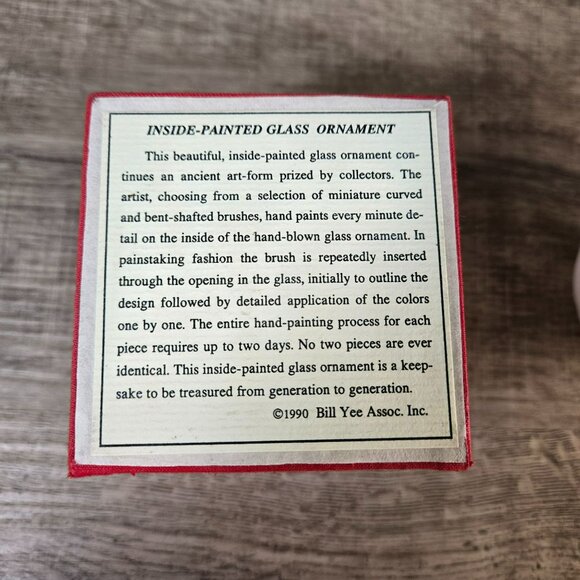 INSIDE-PAINTED GLASS ORNAMENT
This beautiful, inside-painted glass ornament con-
tinues an ancient art-form prized by collectors. The
artist, choosing from a selection of miniature curved
and bent-shafted brushes, hand paints every minute de-
tail on the inside of the hand-blown glass ornament. In
painstaking fashion the brush is repeatedly inserted
through the opening in the glass, initially to outline the
design followed by detailed application of the colors
one by one. The entire hand-painting process for each
piece requires up to two days. No two pieces are ever
identical. This inside-painted glass ornament is a keep-
sake to be treasured from generation to generation.
©1990 Bill Yee Assoc. Inc.